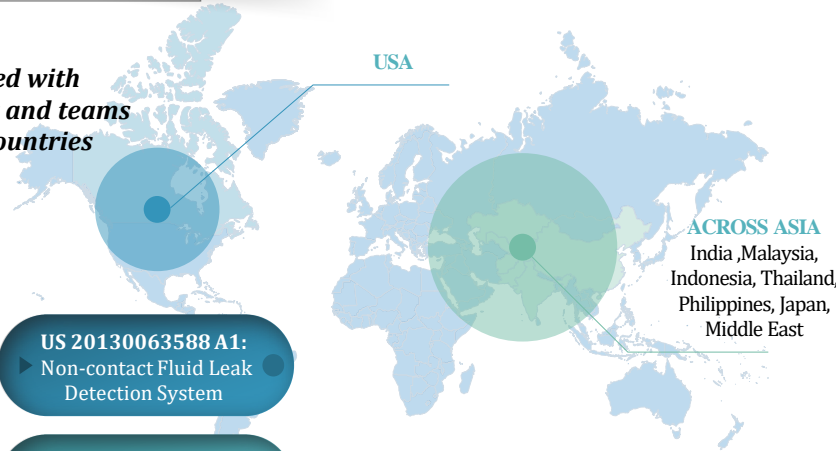 ed with
and teams
ountries
USA
ACROSS ASIA
India ,Malaysia,
Indonesia, Thailand,
Philippines, Japan,
Middle East
US 20130063588 A1:
Non-contact Fluid Leak
Detection System